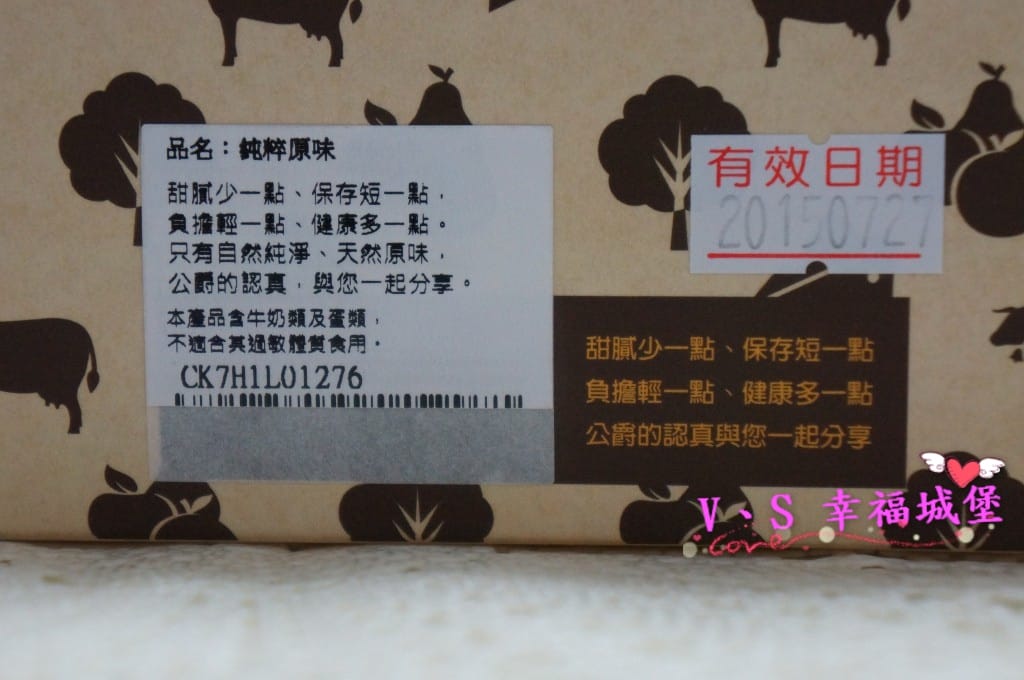 品名：純粹原味
甜膩少一點、保存短一點，
負擔輕一點、健康多一點。
只有自然純淨、天然原味，
公爵的認真，與您一起分享。
本產品含牛奶類及蛋類，
不適合其過敏體質食用。
CK7H1L01276
有效日期
20150727
甜膩少一點、保存短一點
負擔輕一點、健康多一點
公爵的認真與您一起分享
V、S 幸福城堡
Love